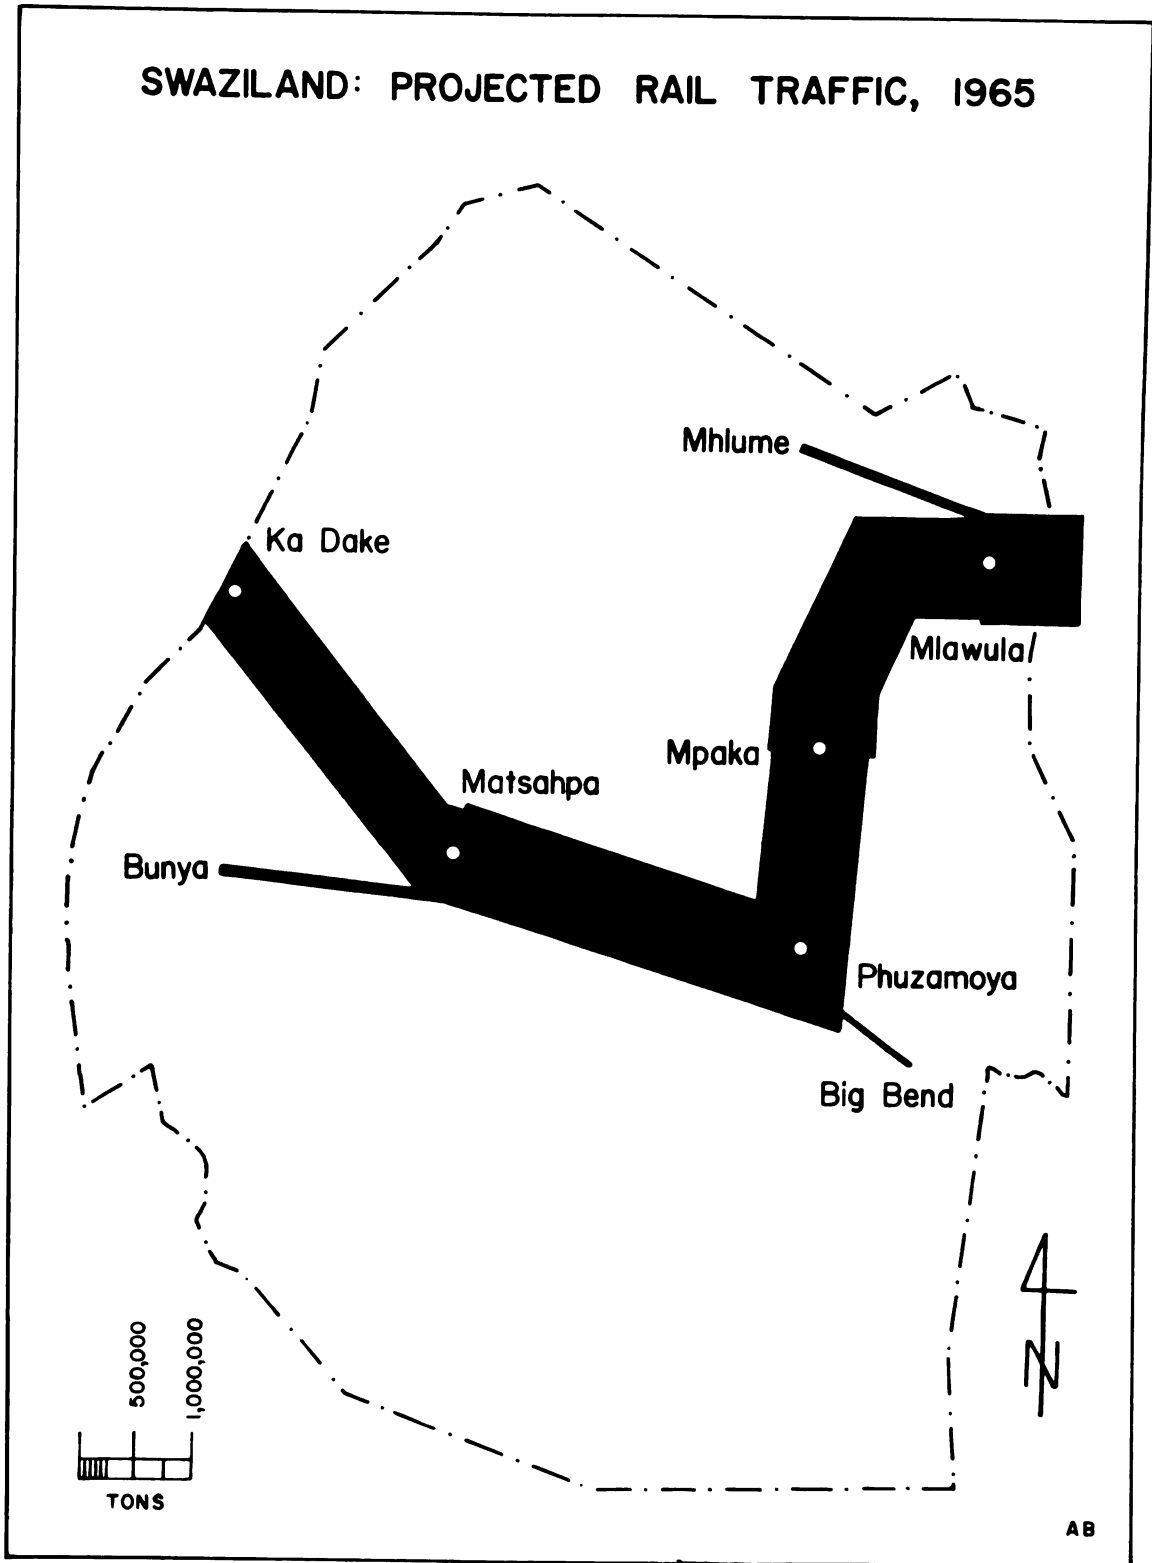 SWAZILAND: PROJECTED RAIL TRAFFIC, 1965
Mhlume
Ka Dake
Mlawula
Mpaka
Matsahpa
Bunya
Phuzamoya
Big Bend
500,000
1,000,000
TONS
N
AB